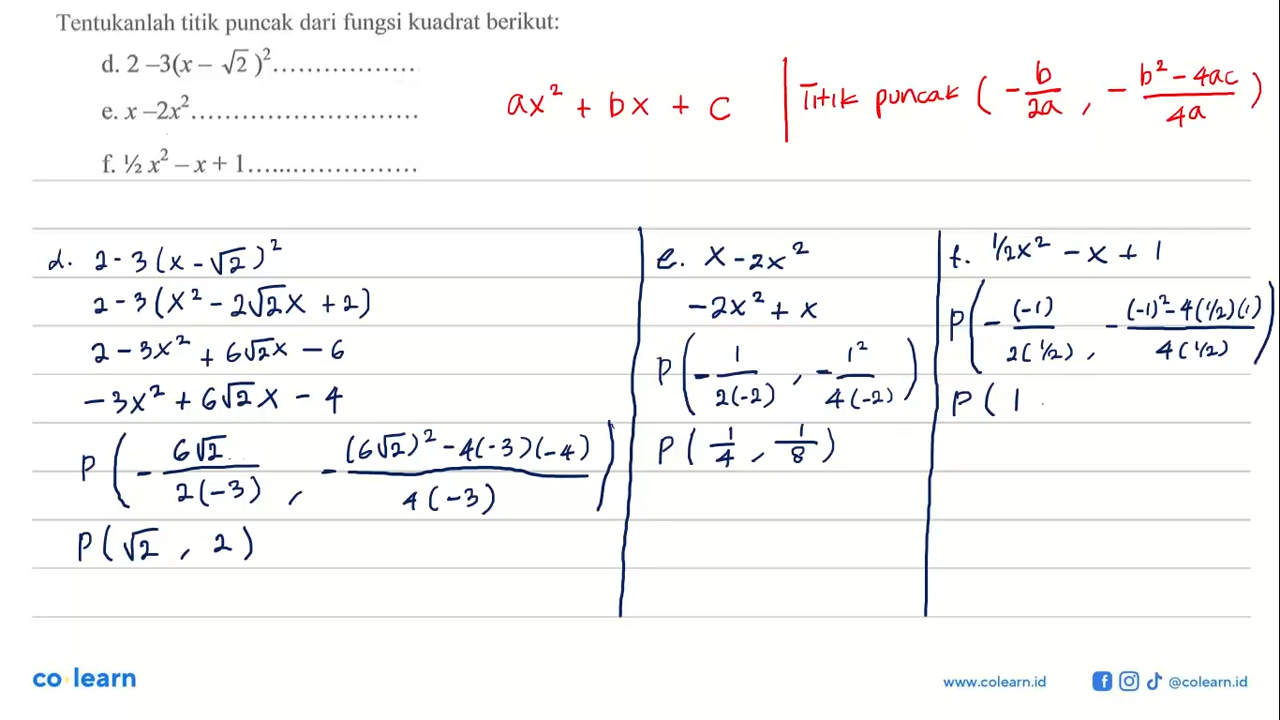 Tentukanlah titik puncak dari fungsi kuadrat berikut:
d. 2 –3(x – √2 )²………………
e. x –2x²…………………………
f. ½ x² – x + 1…...………………
ax² + bx + c | Titik puncak ( - b/2a , - b² - 4ac/4a )
d. 2 - 3(x - √2)²
2 - 3(x² - 2√2x + 2)
2 - 3x² + 6√2x - 6
- 3x² + 6√2x - 4
P( - 6√2/2(-3) , - (6√2)² - 4(-3)(-4)/4(-3) )
P(√2 , 2)
e. x - 2x²
-2x² + x
P( - 1/2(-2) , - 1²/4(-2) )
P( 1/4 , 1/8 )
f. 1/2x² - x + 1
P( - (-1)/2(1/2) , - (-1)² - 4(1/2)(1)/4(1/2) )
P( 1
co·learn
www.colearn.id
@colearn.id